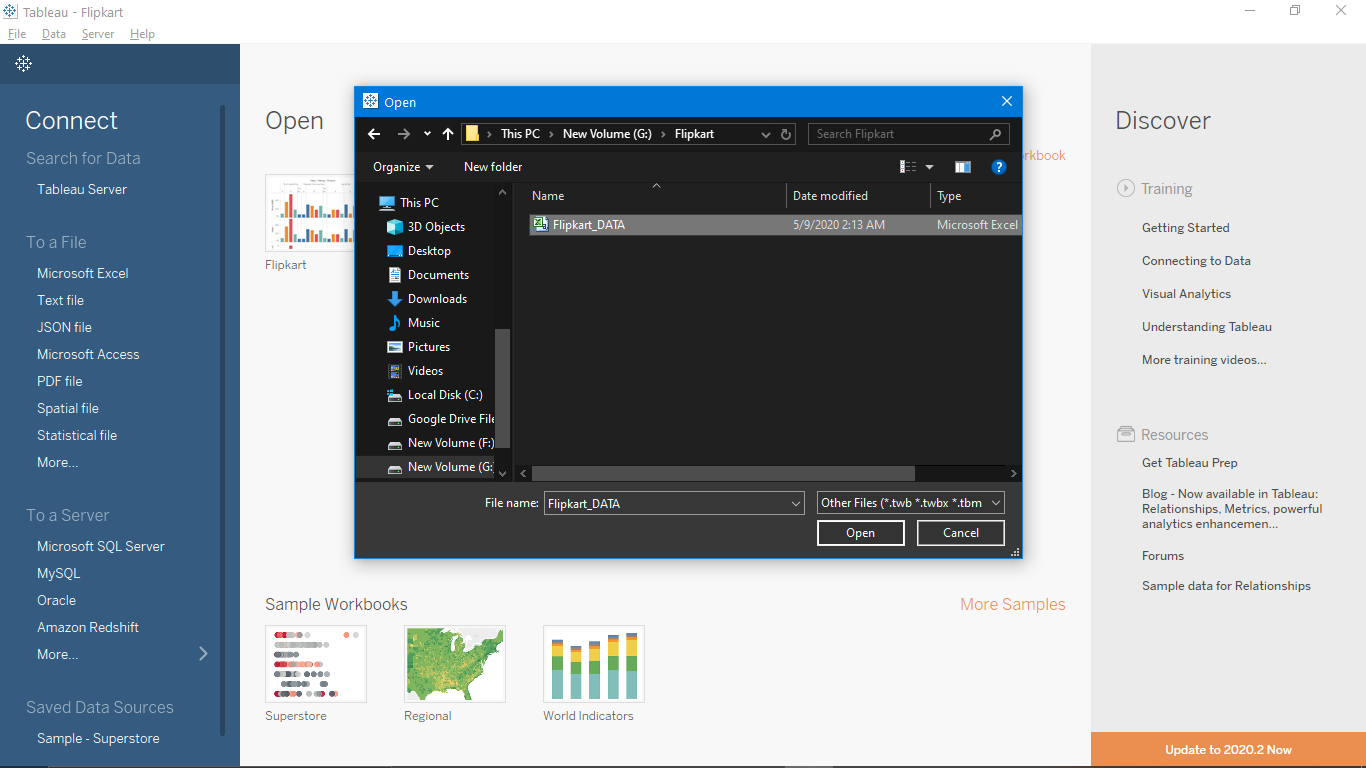 Tableau - Flipkart
File Data Server Help
Connect
Search for Data
Tableau Server
To a File
Microsoft Excel
Text file
JSON file
Microsoft Access
PDF file
Spatial file
Statistical file
More...
To a Server
Microsoft SQL Server
MySQL
Oracle
Amazon Redshift
More...
Saved Data Sources
Sample - Superstore
Open
Flipkart
Open
This PC New Volume (G:) Flipkart
Search Flipkart
Organize New folder
This PC
3D Objects
Desktop
Documents
Downloads
Music
Pictures
Videos
Local Disk (C:)
Google Drive File
New Volume (F:)
New Volume (G:
Name Date modified Type
Flipkart_DATA 5/9/2020 2:13 AM Microsoft Excel
File name: Flipkart_DATA
Other Files (*.twb *.twbx *.tbm
Open Cancel
Sample Workbooks
More Samples
Superstore
Regional
World Indicators
Discover
Training
Getting Started
Connecting to Data
Visual Analytics
Understanding Tableau
More training videos...
Resources
Get Tableau Prep
Blog - Now available in Tableau:
Relationships, Metrics, powerful
analytics enhancemen...
Forums
Sample data for Relationships
Update to 2020.2 Now